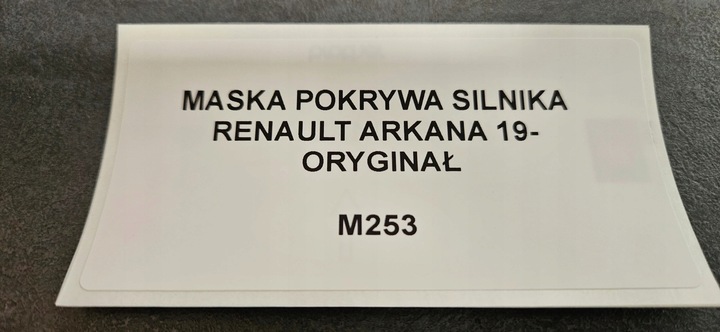 MASKA POKRYWA SILNIKA
RENAULT ARKANA 19-
ORYGINAŁ
M253